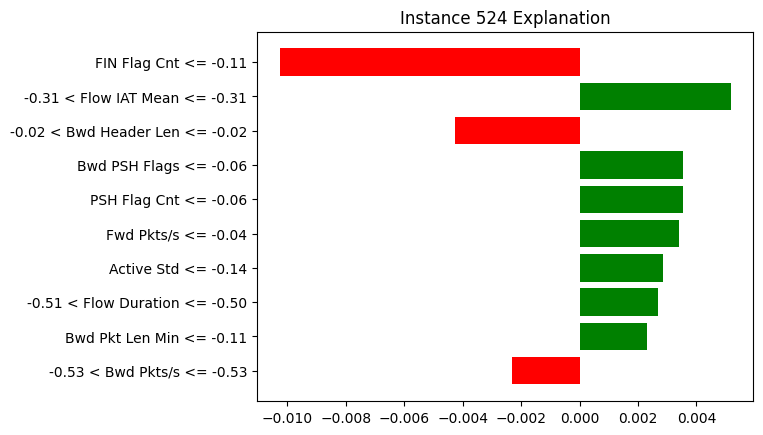 Instance 524 Explanation
FIN Flag Cnt <= -0.11
-0.31 < Flow IAT Mean <= -0.31
-0.02 < Bwd Header Len <= -0.02
Bwd PSH Flags <= -0.06
PSH Flag Cnt <= -0.06
Fwd Pkts/s <= -0.04
Active Std <= -0.14
-0.51 < Flow Duration <= -0.50
Bwd Pkt Len Min <= -0.11
-0.53 < Bwd Pkts/s <= -0.53
−0.010 −0.008 −0.006 −0.004 −0.002 0.000 0.002 0.004